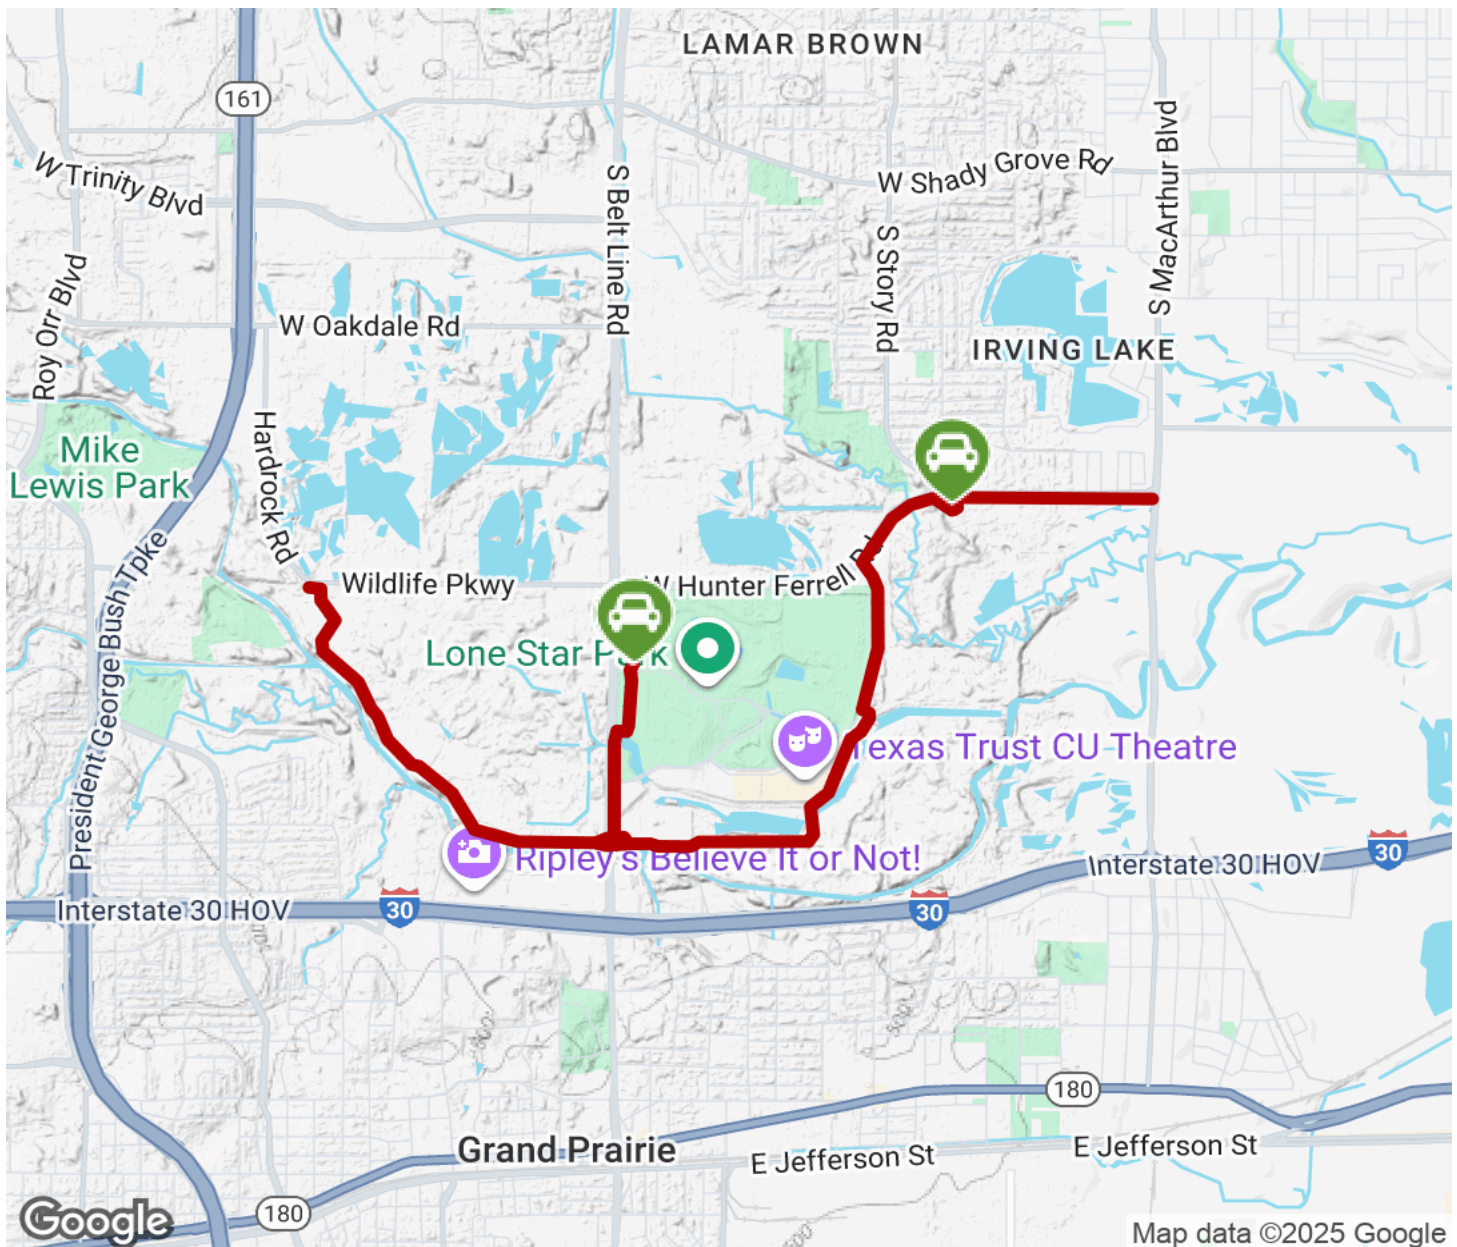 LAMAR BROWN
161
W Trinity Blvd
S Belt Line Rd
W Shady Grove Rd
S MacArthur Blvd
S Story Rd
Roy Orr Blvd
W Oakdale Rd
IRVING LAKE
Hardrock Rd
Mike
Lewis Park
President George Bush Tpke
Wildlife Pkwy
W Hunter Ferrell Rd
Lone Star Park
Texas Trust CU Theatre
Ripley's Believe It or Not!
Interstate 30 HOV
30
Interstate 30 HOV
30
30
180
Grand Prairie
E Jefferson St
E Jefferson St
180
Google
Map data ©2025 Google